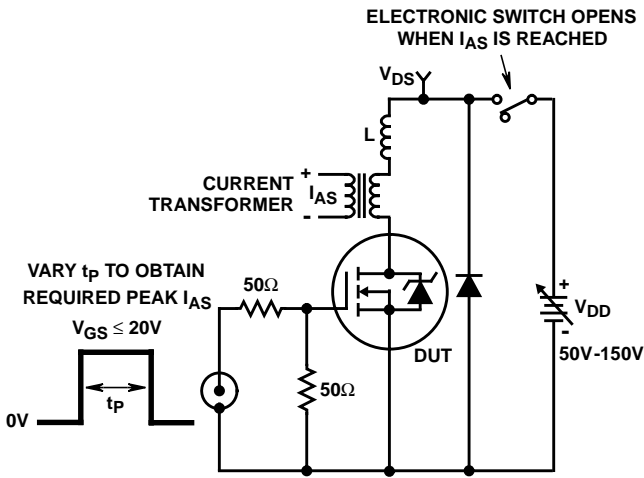 ELECTRONIC SWITCH OPENS
WHEN IAS IS REACHED
VDS
L
+
CURRENT
TRANSFORMER
IAS
-
VARY tP TO OBTAIN
REQUIRED PEAK IAS
50Ω
VGS ≤ 20V
DUT
+
VDD
-
50V-150V
50Ω
tP
0V